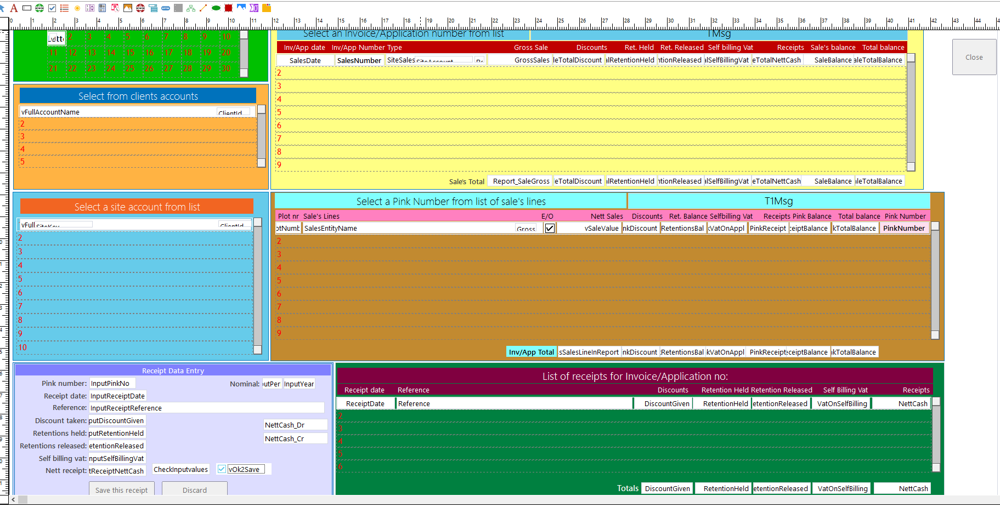 0 1 2 3 4 5 6 7 8 9 10 11 12 13 14 15 16 17 18 19 20 21 22 23 24 25 26 27 28 29 30 31 32 33 34 35 36 37 38 39 40 41 42 43 44
2 3 4 5 6 7 8 9 10
11 12 13 14 15 16 17 18 19 20
21 22 23 24 25 26 27 28 29 30
Select an Invoice/Application number from list
TMsg
Inv/App date Inv/App Number Type Gross Sale Discounts Ret. Held Ret. Released Self billing Vat Receipts Sale's balance Total balance
SalesDate SalesNumber SiteSales SiteAccount GrossSales leTotalDiscount alRetentionHeld ntionReleased alSelfBillingVat eTotalNettCash SaleBalance aleTotalBalance
2
3
4
5
6
7
8
9
Sale's Total Report_SaleGross eTotalDiscount alRetentionHeld ntionReleased alSelfBillingVat eTotalNettCash SaleBalance aleTotalBalance
Close
Select from clients accounts
vFullAccountName ClientId
2
3
4
5
Select a site account from list
vFull SiteKey ClientId
2
3
4
5
6
7
8
9
10
Select a Pink Number from list of sale's lines
T1Msg
Plot nr Sale's Lines E/O Nett Sales Discounts Ret. Balance Selfbilling Vat Receipts Pink Balance Total balance Pink Number
otNumb SalesEntityName Gross vSaleValue nkDiscount RetentionsBal kVatOnAppl PinkReceipt ceiptBalance kTotalBalance PinkNumber
2
3
4
5
6
7
8
9
Inv/App Total sSalesLineInReport nkDiscount RetentionsBal kVatOnAppl PinkReceipt ceiptBalance nkTotalBalance
Receipt Data Entry
Pink number: InputPinkNo Nominal: utPer InputYear
Receipt date: InputReceiptDate
Reference: InputReceiptReference
Discount taken: putDiscountGiven NettCash_Dr
Retentions held: putRetentionHeld NettCash_Cr
Retentions released: etentionReleased
Self billing vat: nputSelfBillingVat
Nett receipt: tReceiptNettCash CheckInputvalues vOk2Save
Save this receipt Discard
List of receipts for Invoice/Application no:
Receipt date Reference Discounts Retention Held Retention Released Self Billing Vat Receipts
ReceiptDate Reference DiscountGiven RetentionHeld etentionReleased VatOnSelfBilling NettCash
2
3
4
5
6
Totals DiscountGiven RetentionHeld etentionReleased VatOnSelfBilling NettCash